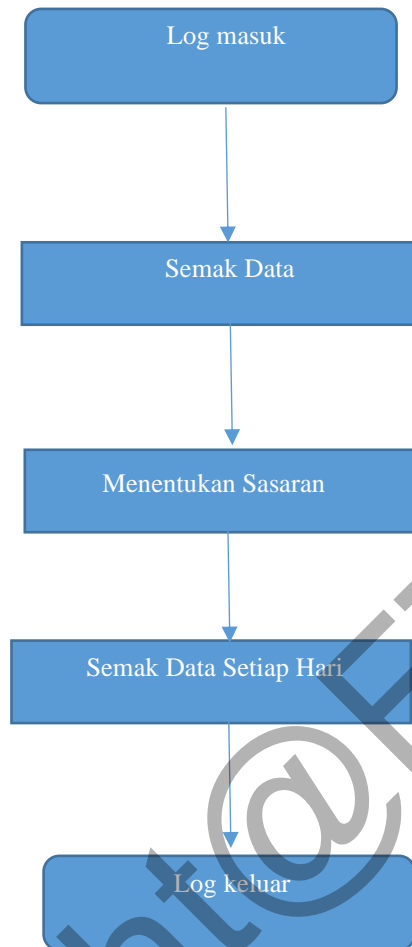 Log masuk
Semak Data
Menentukan Sasaran
Semak Data Setiap Hari
Log keluar